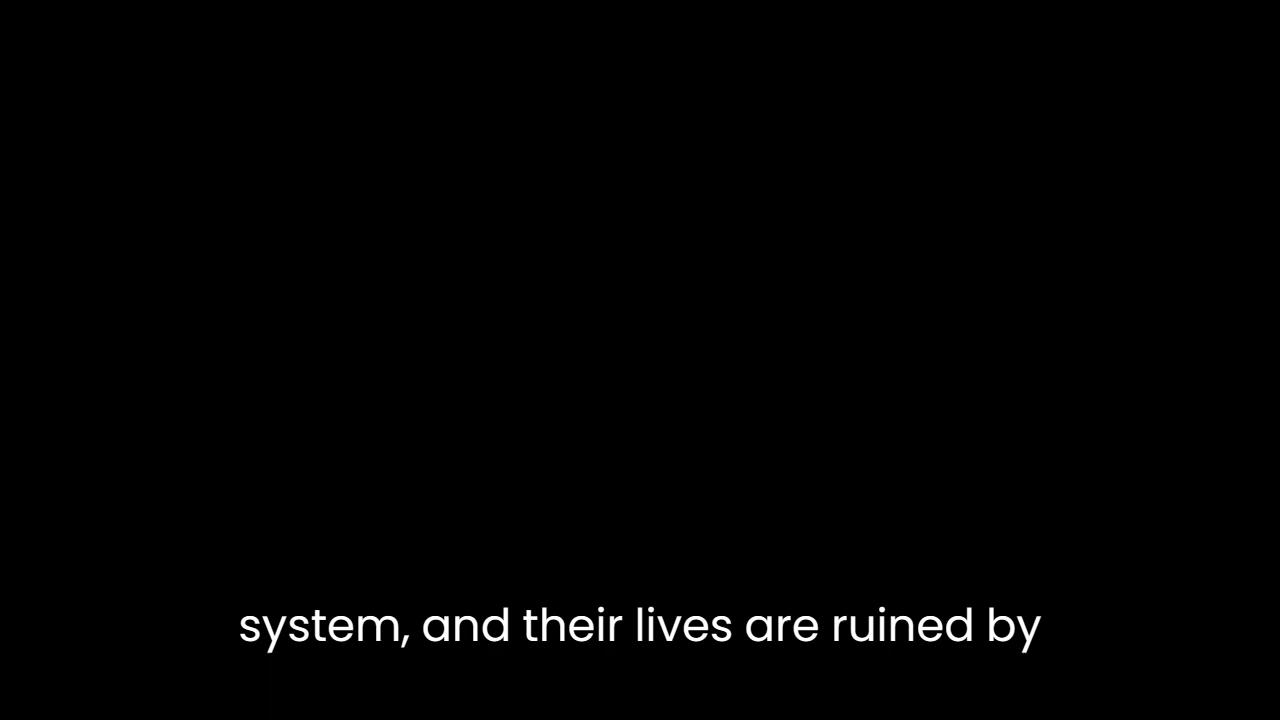 system, and their lives are ruined by